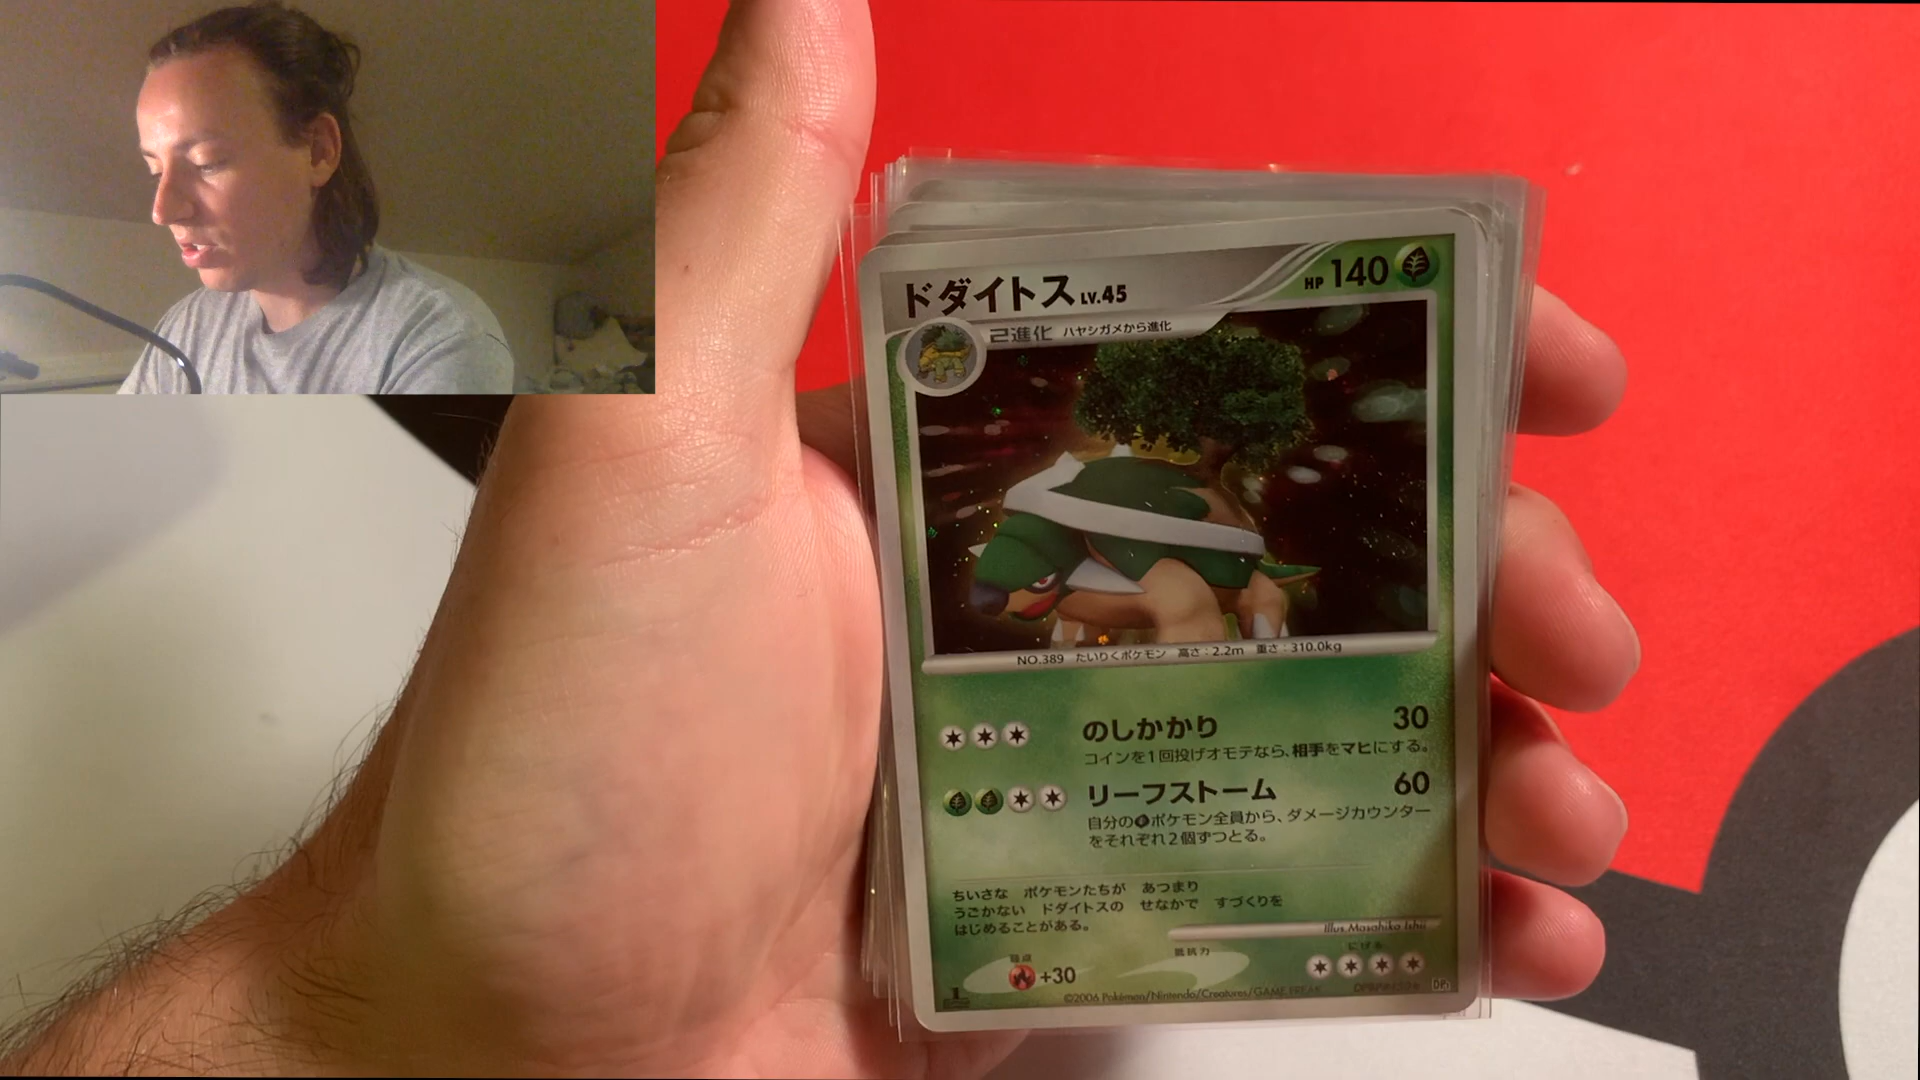 ドダイトス LV.45
HP 140
2進化 ハヤシガメから進化
NO.389 たいりくポケモン 高さ：2.2m 重さ：310.0kg
のしかかり 30
コインを1回投げオモテなら、相手をマヒにする。
リーフストーム 60
自分のポケモン全員から、ダメージカウンター
をそれぞれ2個ずつとる。
ちいさな ポケモンたちが あつまり
うごかない ドダイトスの せなかで すづくりを
はじめることがある。
Illus. Masahiko Ishii
弱点 抵抗力 にげる
+30
©2006 Pokémon/Nintendo/Creatures/GAME FREAK